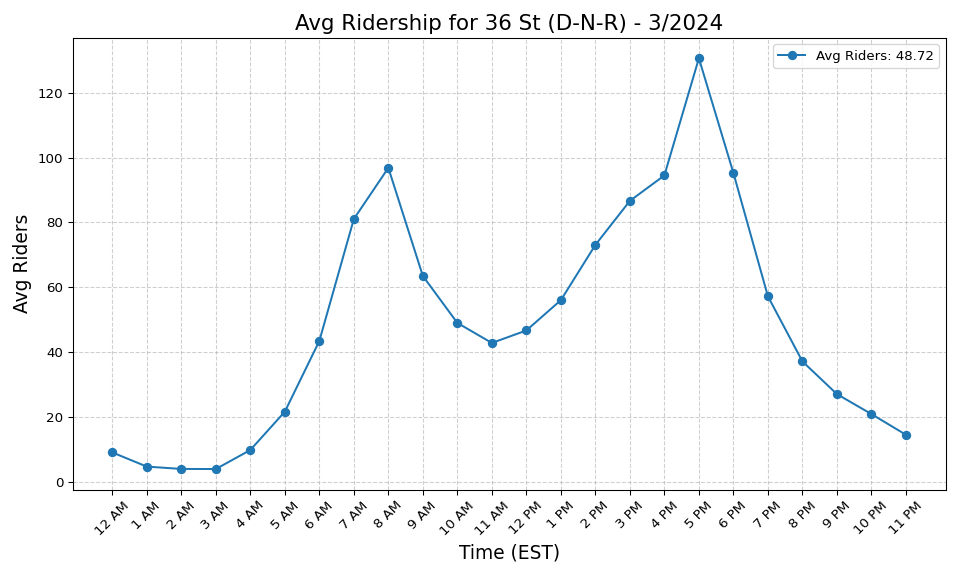 Avg Ridership for 36 St (D-N-R) - 3/2024
Avg Riders: 48.72
Avg Riders
120
100
80
60
40
20
0
12 AM
1 AM
2 AM
3 AM
4 AM
5 AM
6 AM
7 AM
8 AM
9 AM
10 AM
11 AM
12 PM
1 PM
2 PM
3 PM
4 PM
5 PM
6 PM
7 PM
8 PM
9 PM
10 PM
11 PM
Time (EST)